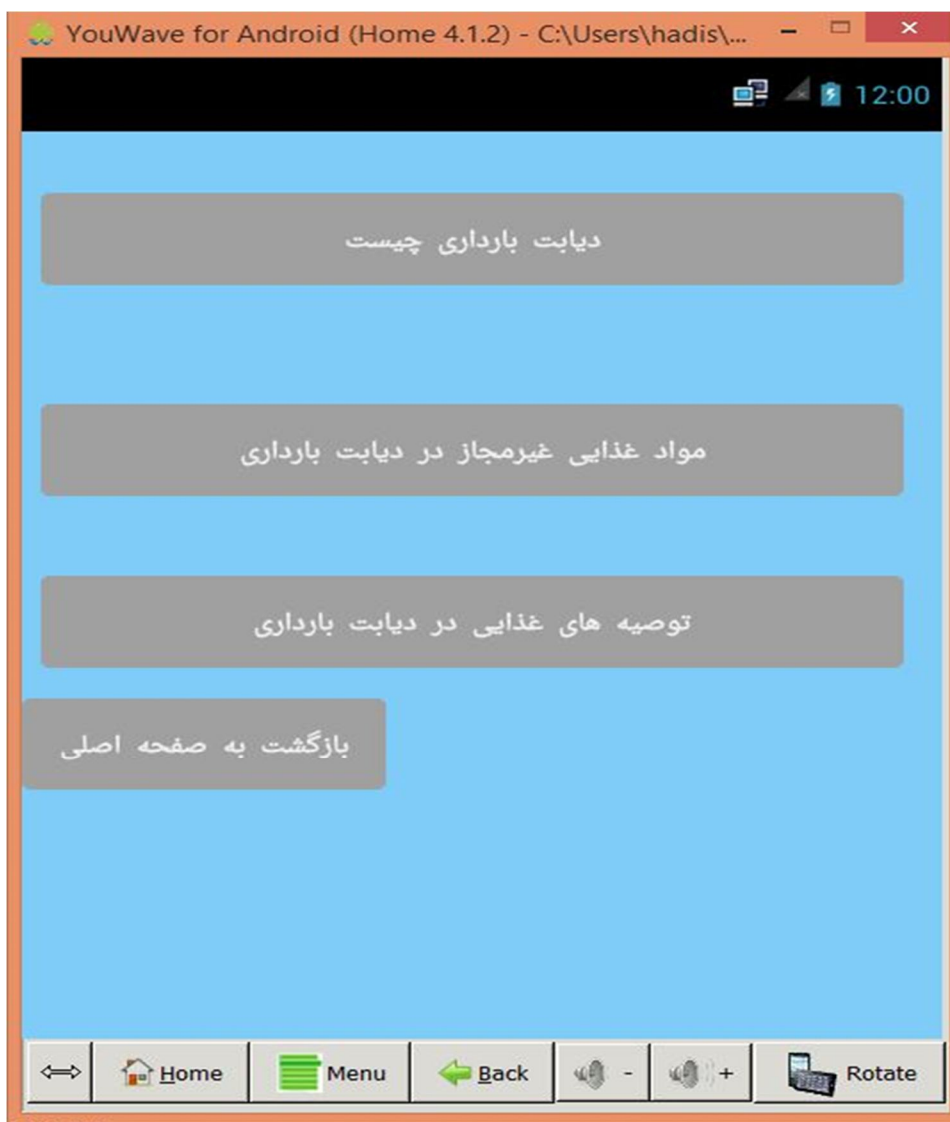 YouWave for Android (Home 4.1.2) - C:\Users\hadis\...
12:00
دیابت بارداری چیست
مواد غذایی غیرمجاز در دیابت بارداری
توصیه های غذایی در دیابت بارداری
بازگشت به صفحه اصلی
Home Menu Back - + Rotate